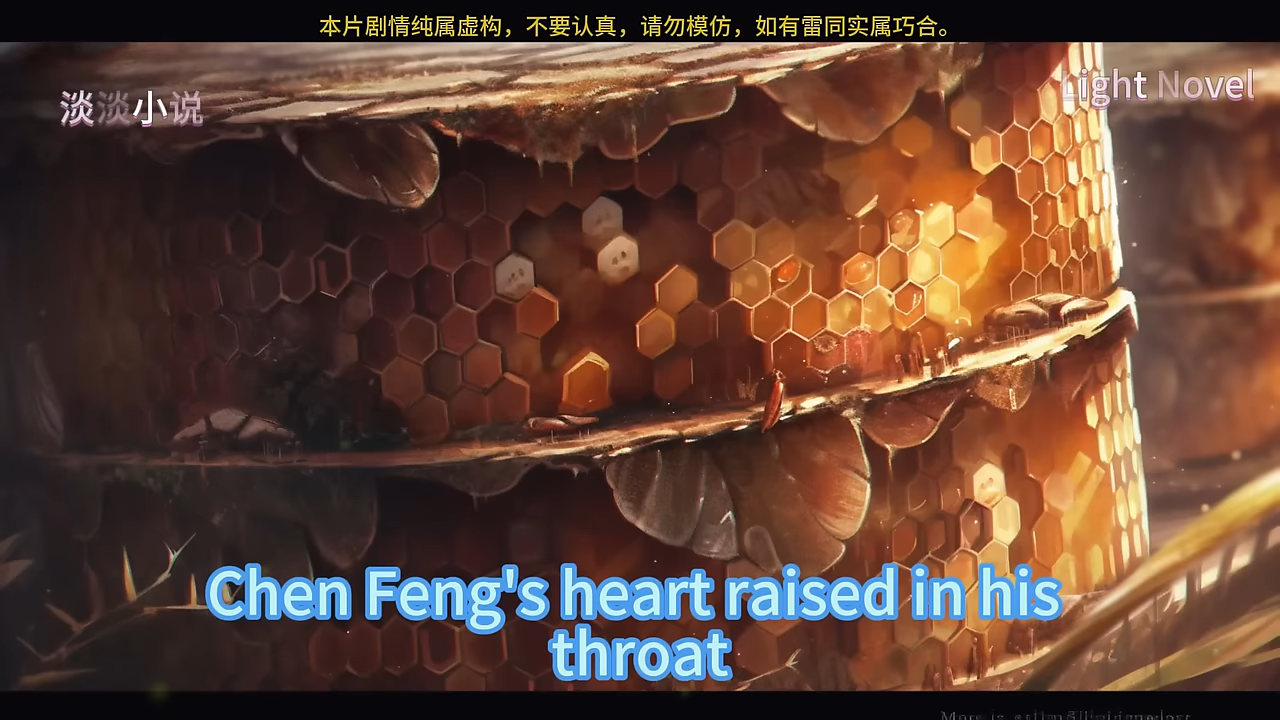 本片剧情纯属虚构，不要认真，请勿模仿，如有雷同实属巧合。
淡淡小说
Light Novel
Chen Feng's heart raised in his
throat